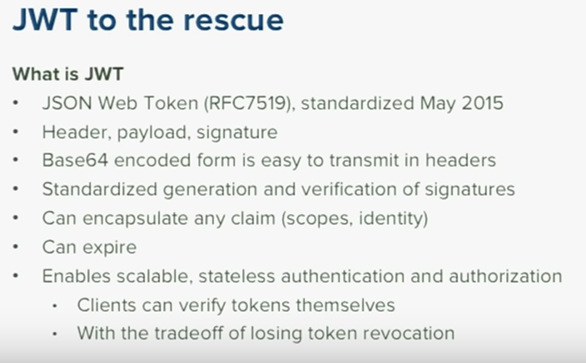 JWT to the rescue
What is JWT
• JSON Web Token (RFC7519), standardized May 2015
• Header, payload, signature
• Base64 encoded form is easy to transmit in headers
• Standardized generation and verification of signatures
• Can encapsulate any claim (scopes, identity)
• Can expire
• Enables scalable, stateless authentication and authorization
• Clients can verify tokens themselves
• With the tradeoff of losing token revocation